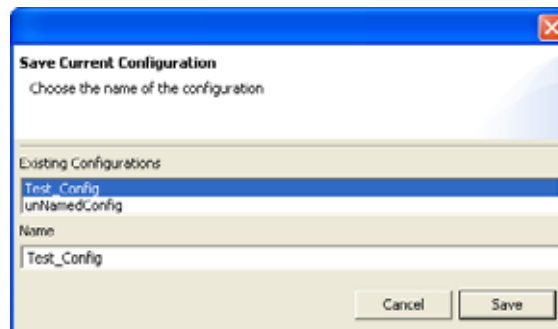 Save Current Configuration
Choose the name of the configuration
Existing Configurations
Test_Config
unNamedConfig
Name
Test_Config
Cancel
Save